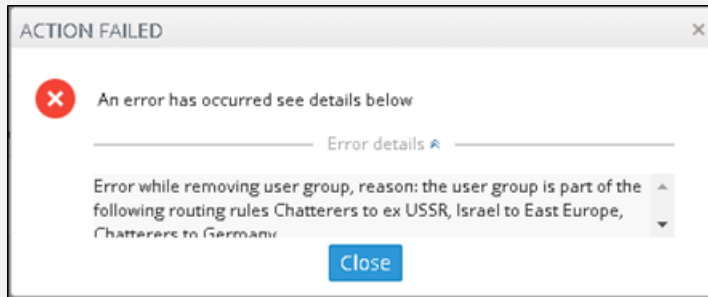 ACTION FAILED
An error has occurred see details below
Error details
Error while removing user group, reason: the user group is part of the
following routing rules Chatterers to ex USSR, Israel to East Europe,
Chatterers to Germany
Close